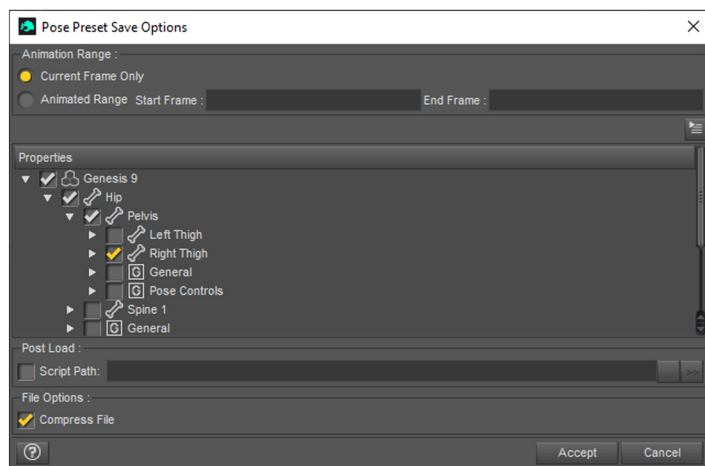 Pose Preset Save Options
Animation Range :
Current Frame Only
Animated Range Start Frame : End Frame :
Properties
Genesis 9
Hip
Pelvis
Left Thigh
Right Thigh
G General
G Pose Controls
Spine 1
G General
Post Load :
Script Path: ... >>
File Options :
Compress File
? Accept Cancel